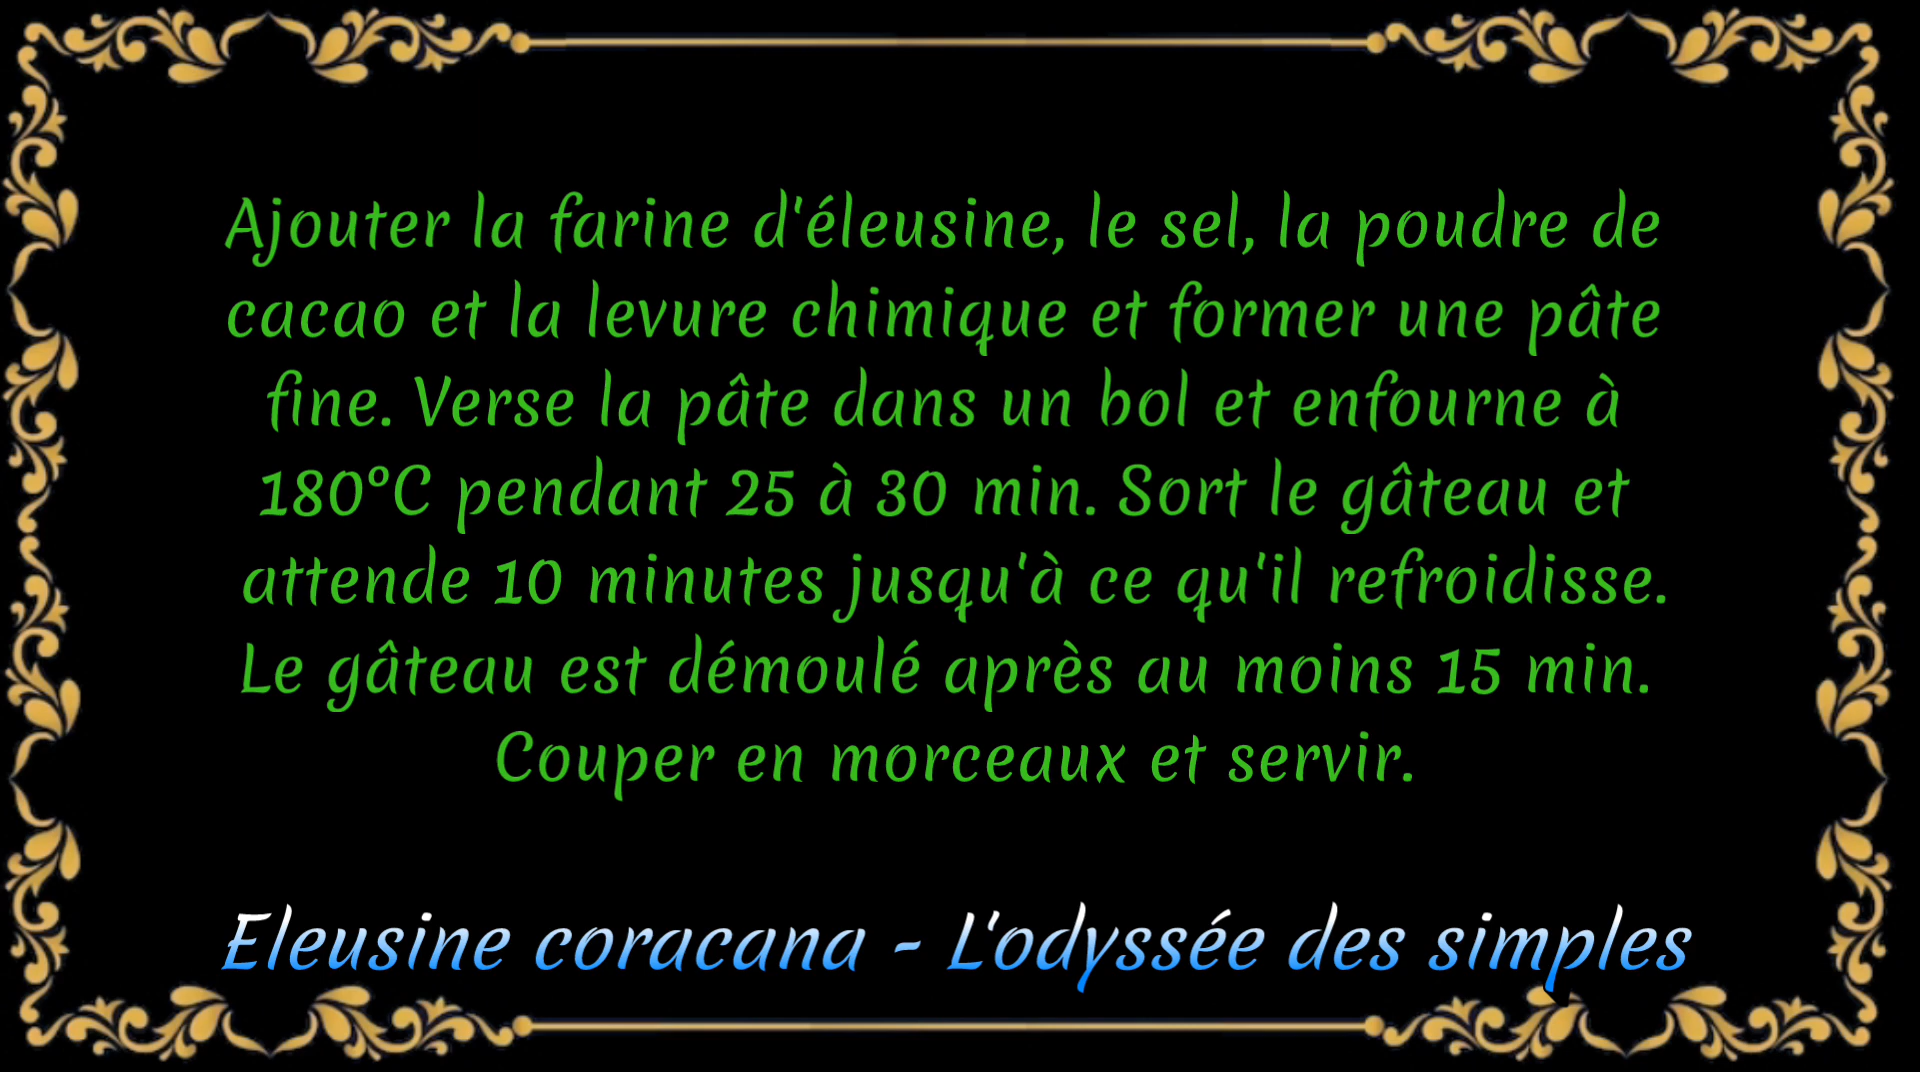 Ajouter la farine d'éleusine, le sel, la poudre de
cacao et la levure chimique et former une pâte
fine. Verse la pâte dans un bol et enfourne à
180°C pendant 25 à 30 min. Sort le gâteau et
attende 10 minutes jusqu'à ce qu'il refroidisse.
Le gâteau est démoulé après au moins 15 min.
Couper en morceaux et servir.
Eleusine coracana - L'odyssée des simples